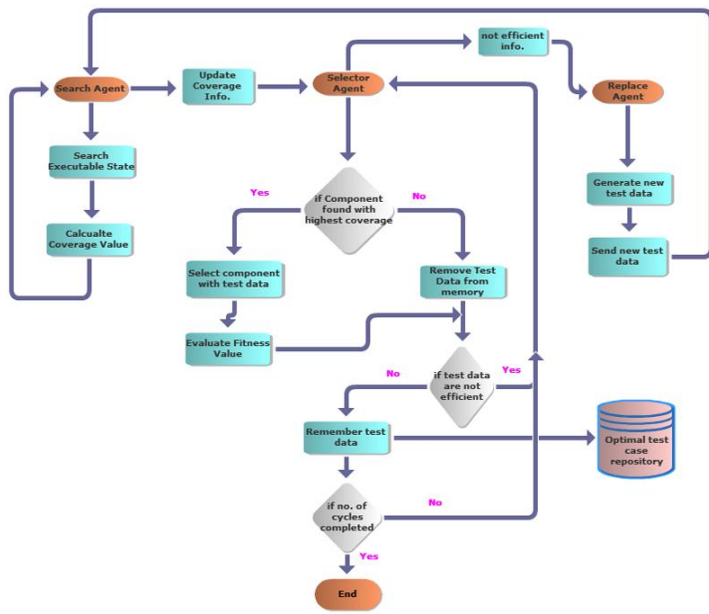 not efficient
info.
Search Agent
Update
Coverage
Info.
Selector
Agent
Replace
Agent
Search
Executable State
Generate new
test data
Calcualte
Coverage Value
Send new test
data
Yes
if Component
found with
highest coverage
No
Select component
with test data
Remove Test
Data from
memory
Evaluate Fitness
Value
No
if test data
are not
efficient
Yes
Remember test
data
Optimal test
case
repository
if no. of
cycles
completed
No
Yes
End